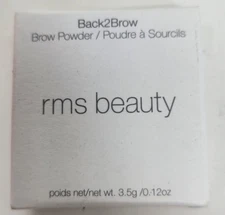 Back2Brow
Brow Powder / Poudre à Sourcils
rms beauty
poids net/net wt. 3.5g /0.12oz